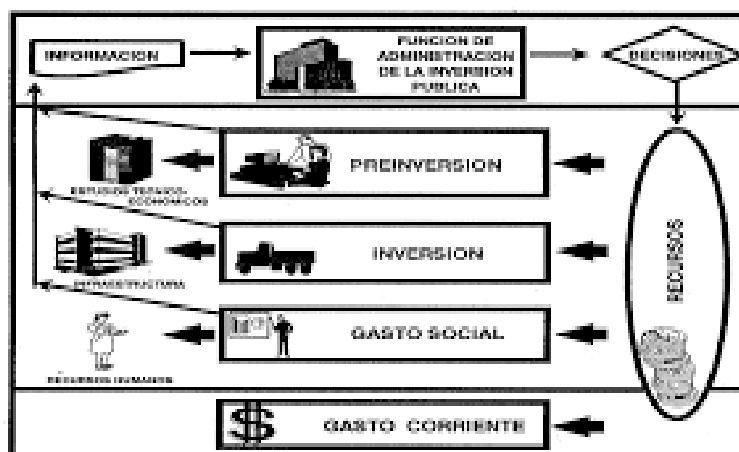 INFORMACION
FUNCION DE
ADMINISTRACION
DE LA INVERSION
PUBLICA
DECISIONES
PREINVERSION
ESTUDIOS TECNICO-
ECONOMICOS
INVERSION
INFRAESTRUCTURA
RECURSOS
GASTO SOCIAL
RECURSOS HUMANOS
$ GASTO CORRIENTE